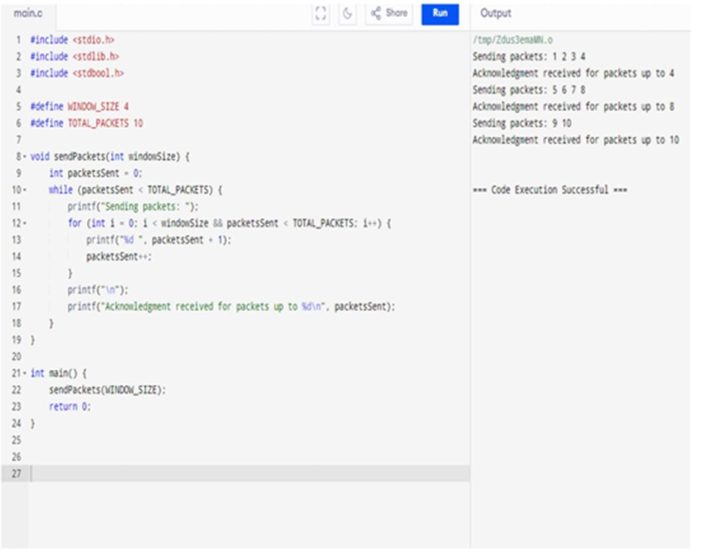 main.c
Share
Run
Output
1 #include <stdio.h>
2 #include <stdlib.h>
3 #include <stdbool.h>
4
5 #define WINDOW_SIZE 4
6 #define TOTAL_PACKETS 10
7
8 void sendPackets(int windowSize) {
9 int packetsSent = 0;
10 while (packetsSent < TOTAL_PACKETS) {
11 printf("Sending packets: ");
12 for (int i = 0; i < windowSize && packetsSent < TOTAL_PACKETS; i++) {
13 printf("%d ", packetsSent + 1);
14 packetsSent++;
15 }
16 printf("\n");
17 printf("Acknowledgment received for packets up to %d\n", packetsSent);
18 }
19 }
20
21 int main() {
22 sendPackets(WINDOW_SIZE);
23 return 0;
24 }
25
26
27
/tmp/Zdus3emaWN.o
Sending packets: 1 2 3 4
Acknowledgment received for packets up to 4
Sending packets: 5 6 7 8
Acknowledgment received for packets up to 8
Sending packets: 9 10
Acknowledgment received for packets up to 10
=== Code Execution Successful ===